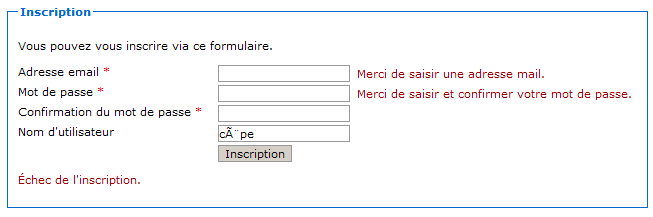 Inscription
Vous pouvez vous inscrire via ce formulaire.
Adresse email * Merci de saisir une adresse mail.
Mot de passe * Merci de saisir et confirmer votre mot de passe.
Confirmation du mot de passe *
Nom d'utilisateur cÃ¨pe
Inscription
Échec de l'inscription.